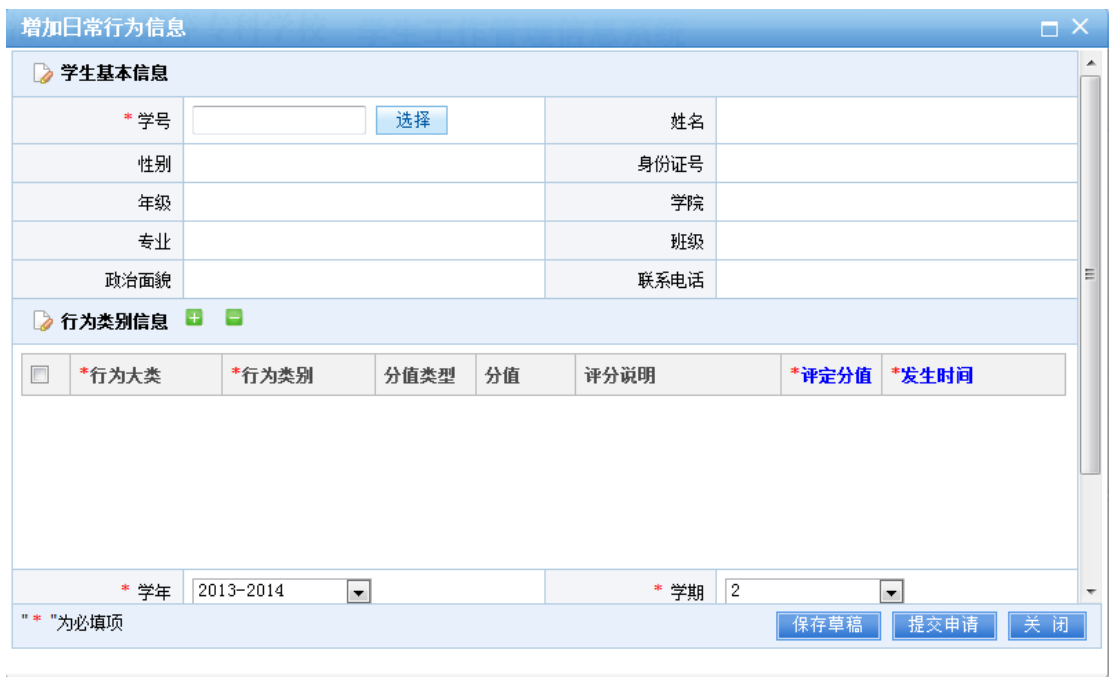 增加日常行为信息
学生基本信息
* 学号 选择 姓名
性别 身份证号
年级 学院
专业 班级
政治面貌 联系电话
行为类别信息
*行为大类 *行为类别 分值类型 分值 评分说明 *评定分值 *发生时间
* 学年 2013-2014 * 学期 2
"*"为必填项 保存草稿 提交申请 关 闭